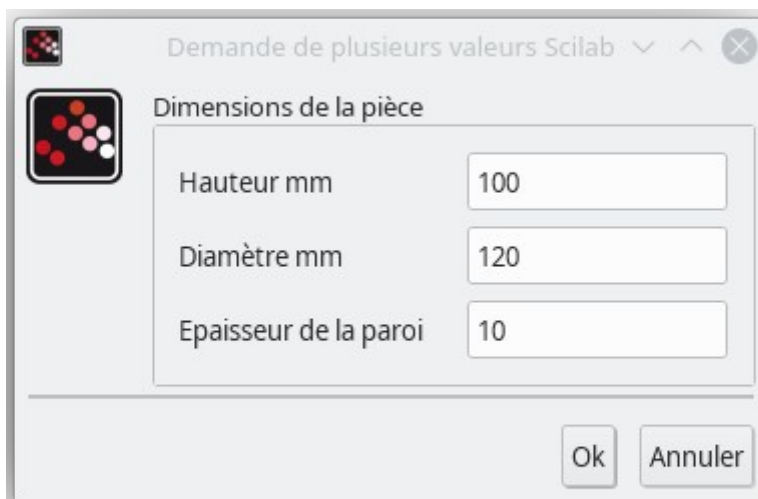 Demande de plusieurs valeurs Scilab
Dimensions de la pièce
Hauteur mm 100
Diamètre mm 120
Epaisseur de la paroi 10
Ok Annuler